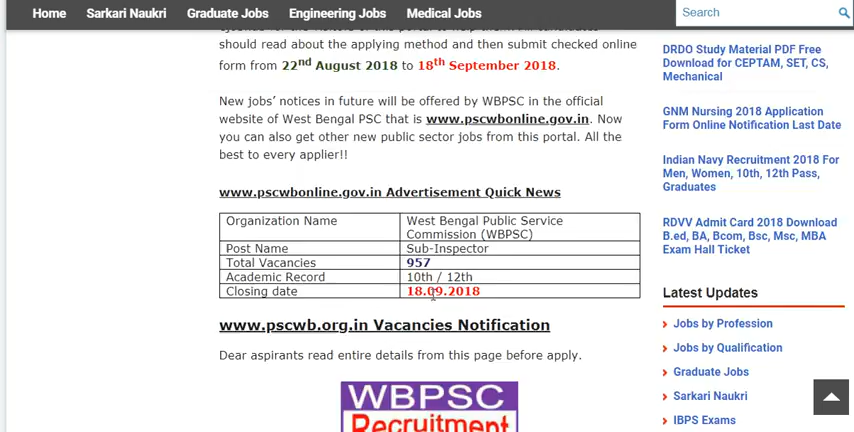 Home Sarkari Naukri Graduate Jobs Engineering Jobs Medical Jobs Search
should read about the applying method and then submit checked online
form from 22nd August 2018 to 18th September 2018.
New jobs' notices in future will be offered by WBPSC in the official
website of West Bengal PSC that is www.pscwbonline.gov.in. Now
you can also get other new public sector jobs from this portal. All the
best to every applier!!
www.pscwbonline.gov.in Advertisement Quick News
Organization Name West Bengal Public Service
Commission (WBPSC)
Post Name Sub-Inspector
Total Vacancies 957
Academic Record 10th / 12th
Closing date 18.09.2018
www.pscwb.org.in Vacancies Notification
Dear aspirants read entire details from this page before apply.
WBPSC
Recruitment
DRDO Study Material PDF Free
Download for CEPTAM, SET, CS,
Mechanical
GNM Nursing 2018 Application
Form Online Notification Last Date
Indian Navy Recruitment 2018 For
Men, Women, 10th, 12th Pass,
Graduates
RDVV Admit Card 2018 Download
B.ed, BA, Bcom, Bsc, Msc, MBA
Exam Hall Ticket
Latest Updates
Jobs by Profession
Jobs by Qualification
Graduate Jobs
Sarkari Naukri
IBPS Exams